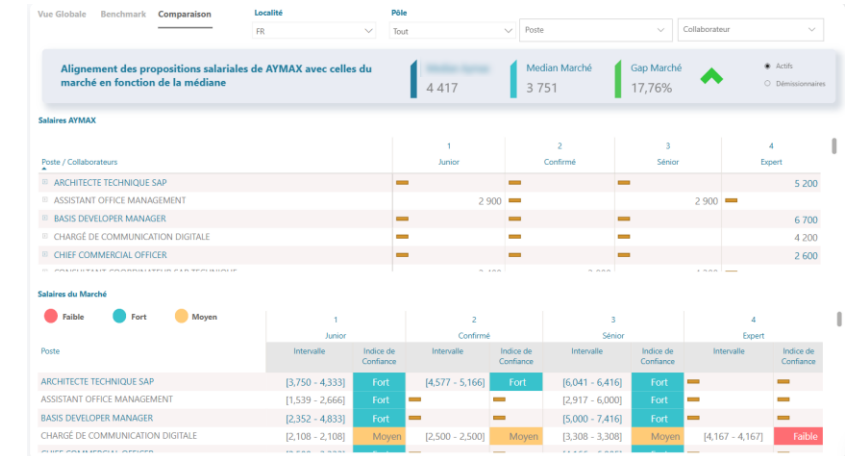 Vue Globale Benchmark Comparaison
Localité
FR
Pôle
Tout
Poste
Collaborateur
Alignement des propositions salariales de AYMAX avec celles du
marché en fonction de la médiane
4 417
Median Marché
3 751
Gap Marché
17,76%
Actifs
Démissionnaires
Salaires AYMAX
1 2 3 4
Poste / Collaborateurs Junior Confirmé Sénior Expert
ARCHITECTE TECHNIQUE SAP 5 200
ASSISTANT OFFICE MANAGEMENT 2 900 2 900
BASIS DEVELOPER MANAGER 6 700
CHARGÉ DE COMMUNICATION DIGITALE 4 200
CHIEF COMMERCIAL OFFICER 2 600
Salaires du Marché
Faible Fort Moyen
1 2 3 4
Junior Confirmé Sénior Expert
Poste Intervalle Indice de Confiance Intervalle Indice de Confiance Intervalle Indice de Confiance Intervalle Indice de Confiance
ARCHITECTE TECHNIQUE SAP [3,750 - 4,333] Fort [4,577 - 5,166] Fort [6,041 - 6,416] Fort
ASSISTANT OFFICE MANAGEMENT [1,539 - 2,666] Fort [2,917 - 6,000] Fort
BASIS DEVELOPER MANAGER [2,352 - 4,833] Fort [5,000 - 7,416] Fort
CHARGÉ DE COMMUNICATION DIGITALE [2,108 - 2,108] Moyen [2,500 - 2,500] Moyen [3,308 - 3,308] Moyen [4,167 - 4,167] Faible